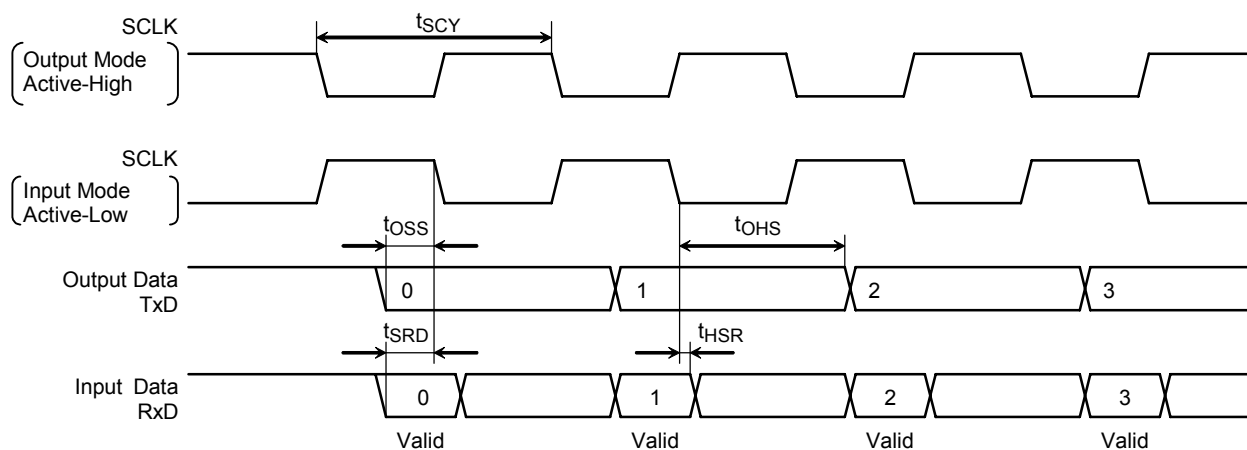 SCLK
Output Mode
Active-High
tSCY
SCLK
Input Mode
Active-Low
tOSS
tOHS
Output Data
TxD
0 1 2 3
tSRD
tHSR
Input Data
RxD
0 1 2 3
Valid Valid Valid Valid